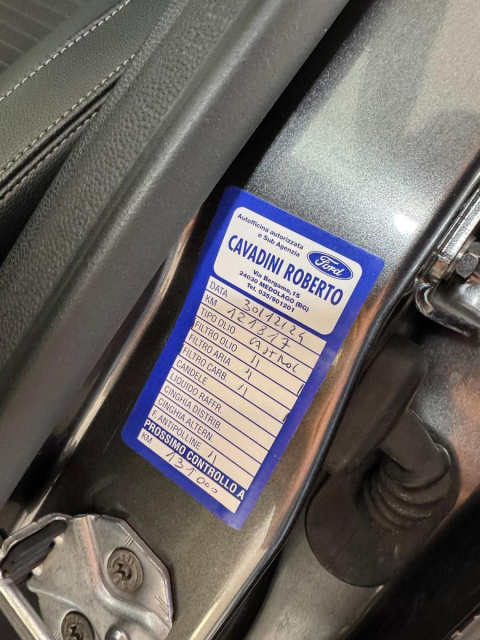 Autofficina autorizzata
e Sub Agenzia
Ford
CAVADINI ROBERTO
Via Bergamo, 15
24030 MEDOLAGO (BG)
Tel. 035/901201
DATA 30/12/24
KM 121817
TIPO OLIO CASTROL
FILTRO OLIO "
FILTRO ARIA "
FILTRO CARB. "
CANDELE
LIQUIDO RAFFR.
CINGHIA DISTRIB.
CINGHIA ALTERN.
F. ANTIPOLLINE "
PROSSIMO CONTROLLO A
KM 131000